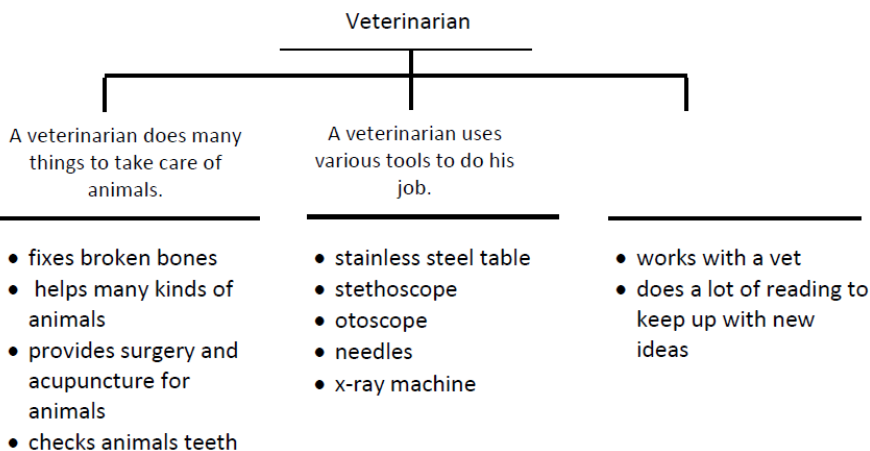 Veterinarian
A veterinarian does many
things to take care of
animals.
A veterinarian uses
various tools to do his
job.
• fixes broken bones
• helps many kinds of
animals
• provides surgery and
acupuncture for
animals
• checks animals teeth
• stainless steel table
• stethoscope
• otoscope
• needles
• x-ray machine
• works with a vet
• does a lot of reading to
keep up with new
ideas